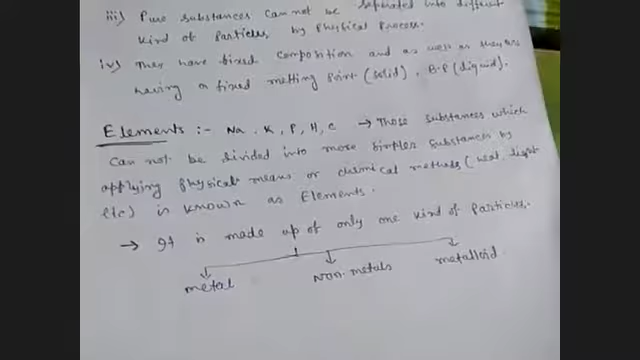 iii) Pure substances can not be separated into different
kind of Particles by Physical Process.
iv) They have fixed composition and as well as they are
having a fixed melting Point (solid), B.P (liquid).
Elements :- Na, K, P, H, C → Those substances which
can not be divided into more simpler substances by
applying Physical means or chemical methods (heat, light
etc) is known as Elements.
→ It is made up of only one kind of Particles.
metal Non-metals metalloid